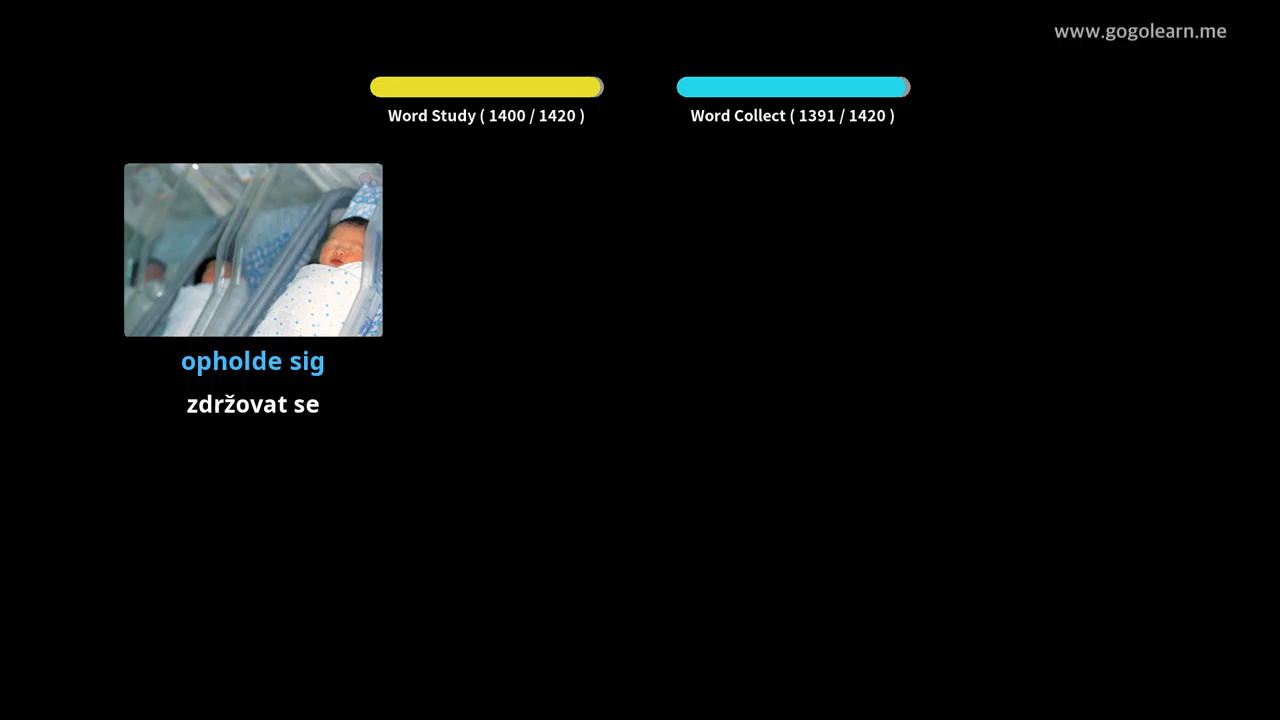 www.gogolearn.me
Word Study ( 1400 / 1420 )
Word Collect ( 1391 / 1420 )
opholde sig
zdržovat se